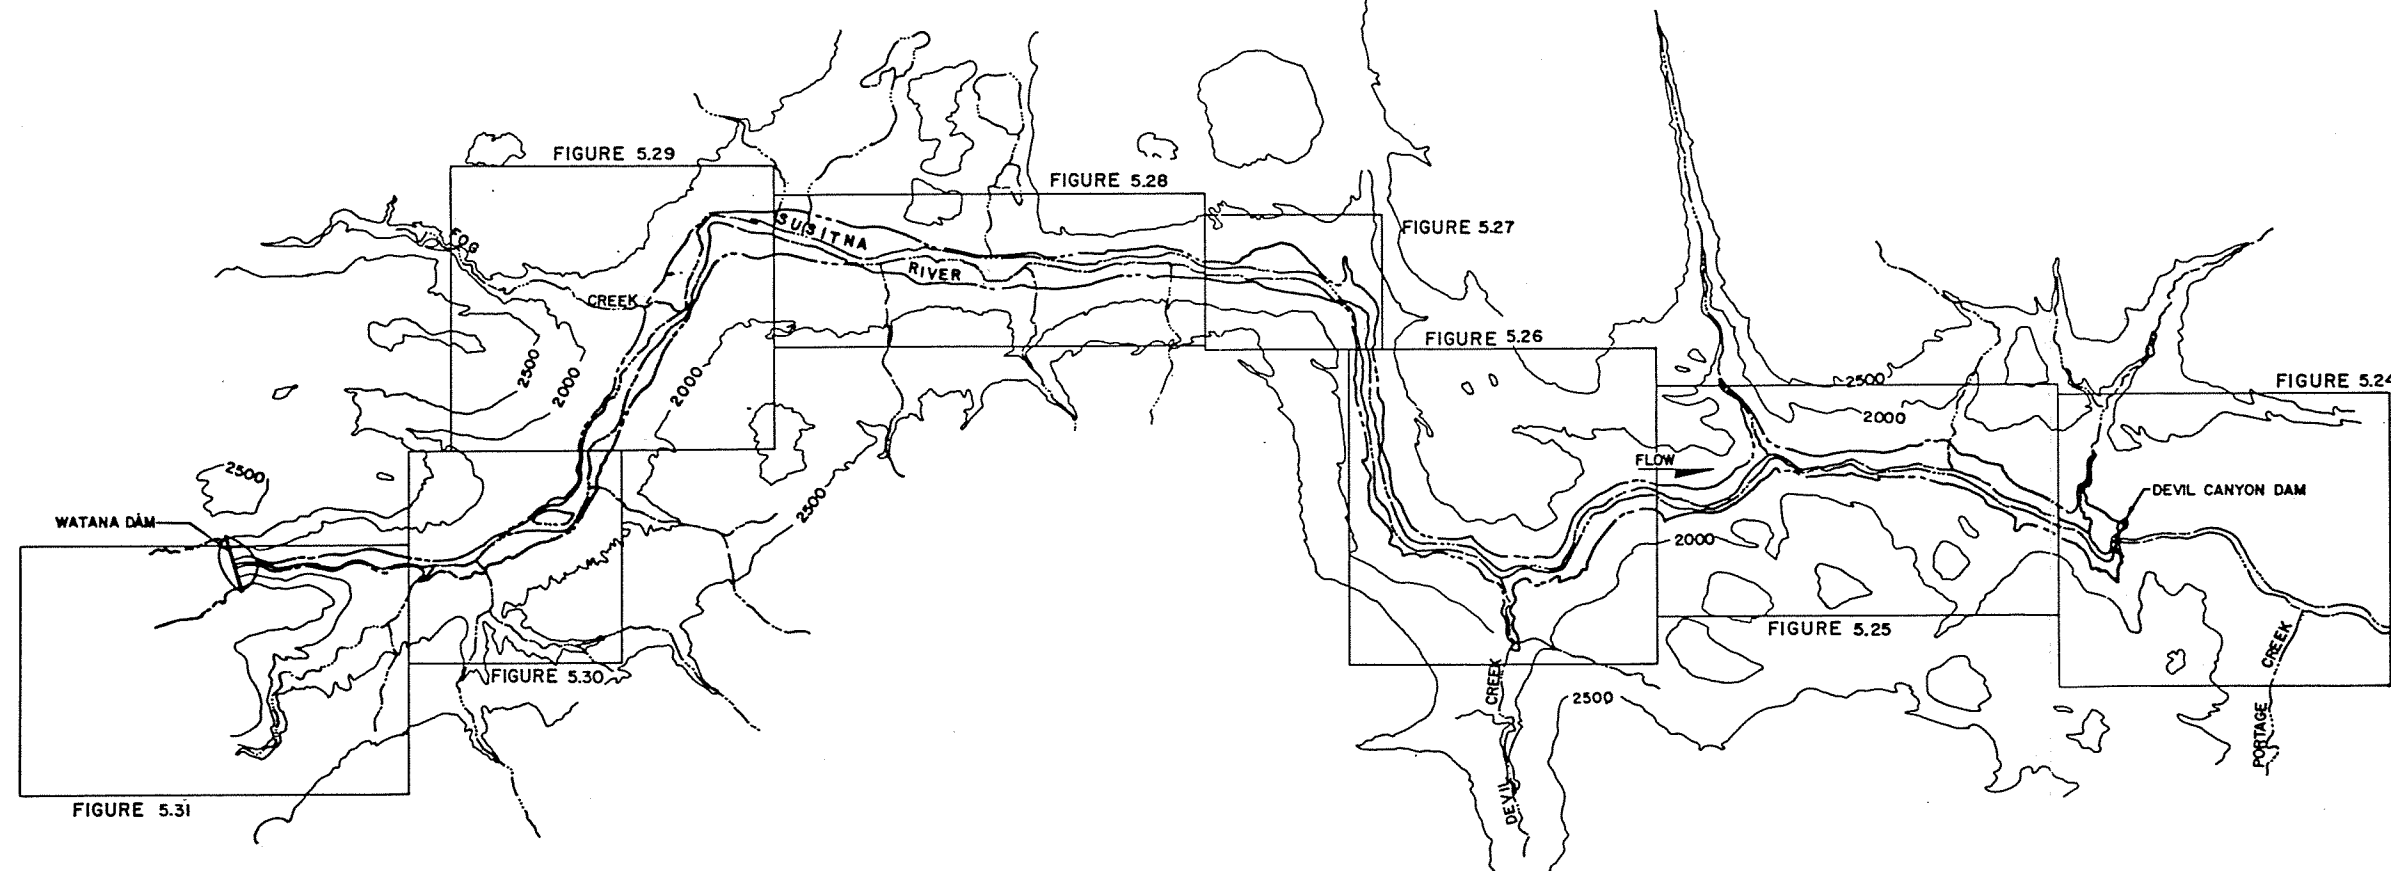 FIGURE 5.29
FIGURE 5.28
FIGURE 5.27
FOG
CREEK
SUSITNA
RIVER
FIGURE 5.26
2500
2000
2000
2500
2000
FIGURE 5.24
2500
2500
FLOW
WATANA DAM
DEVIL CANYON DAM
2000
FIGURE 5.25
FIGURE 5.30
CREEK
DEVIL
2500
CREEK
PORTAGE
FIGURE 5.31